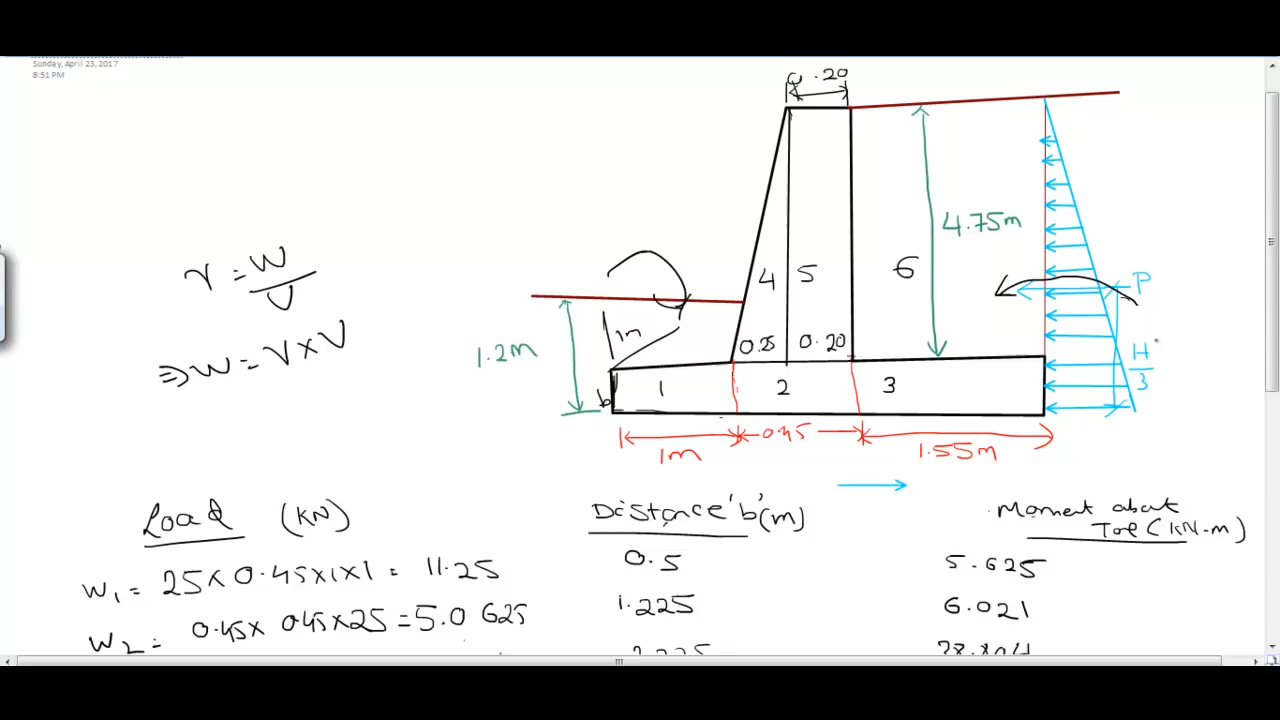 Sunday, April 23, 2017
8:51 PM
0.20
4.75m
γ = W/V
⇒ W = γ × V
4 5 6
P
1m
1.2m
0.25 0.20
H/3
b 1 2 3
1m 0.45 1.55m
Load (KN) Distance 'b'(m) Moment about
Toe (KN-m)
W1 = 25 × 0.45×1×1 = 11.25 0.5 5.625
W2 = 0.45× 0.45×25 = 5.0625 1.225 6.021